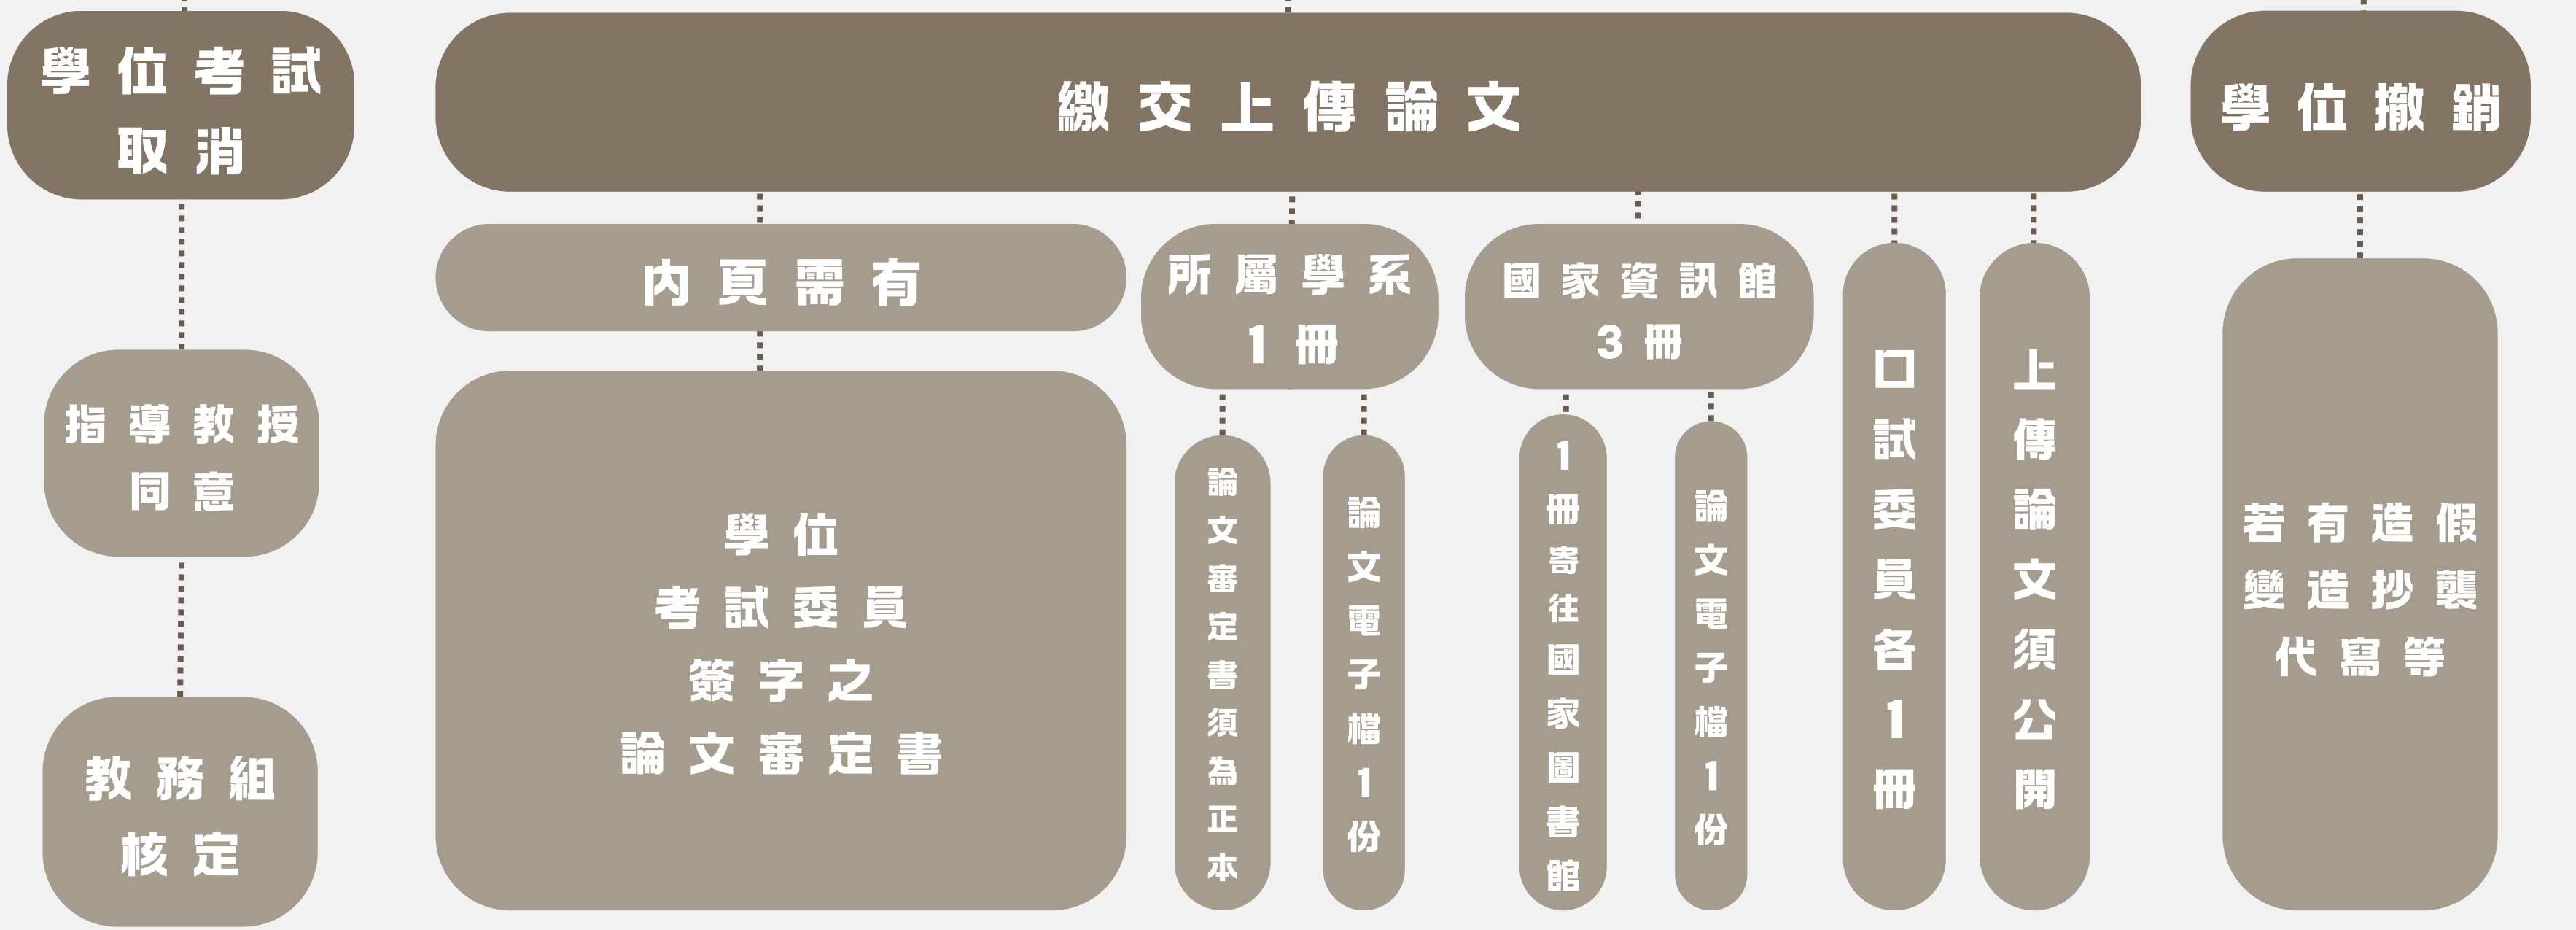 學位考試
取消
指導教授
同意
教務組
核定
繳交上傳論文
內頁需有
學位
考試委員
簽字之
論文審定書
所屬學系
1冊
論文審定書須為正本
論文電子檔1份
國家資訊館
3冊
1冊寄往國家圖書館
論文電子檔1份
口試委員各1冊
上傳論文須公開
學位撤銷
若有造假
變造抄襲
代寫等